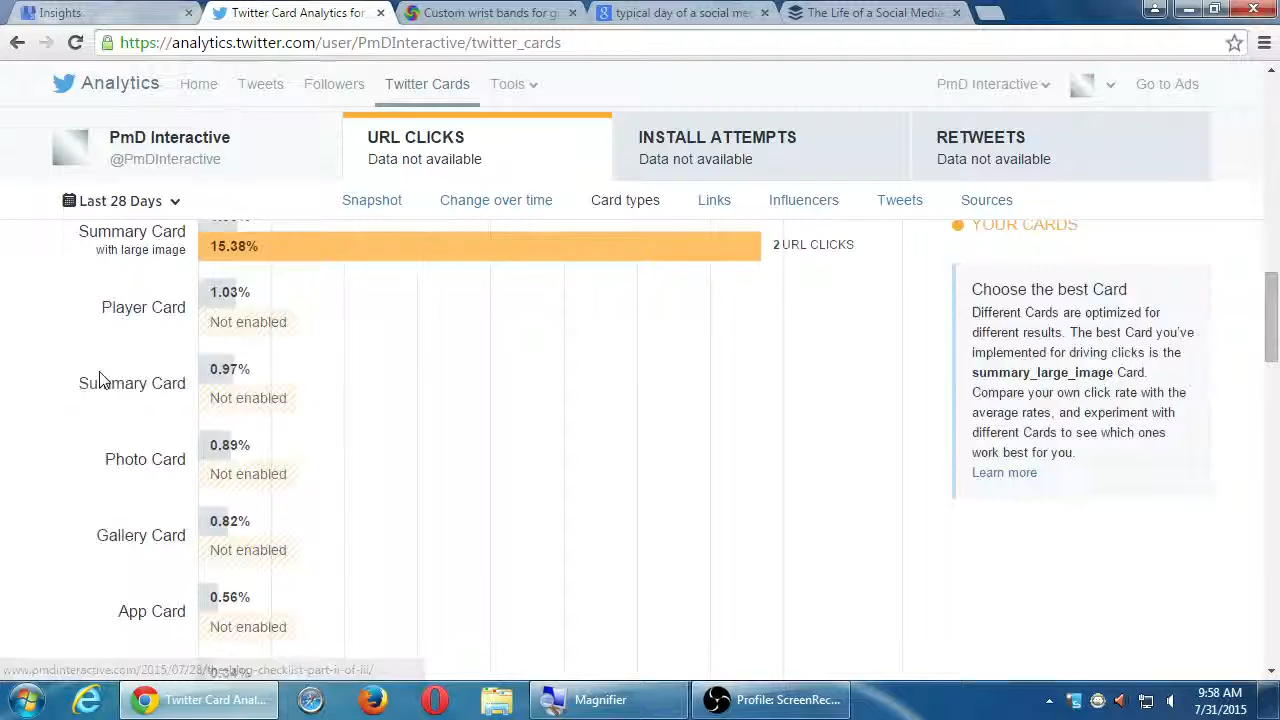 Insights
Twitter Card Analytics for
Custom wrist bands for g
typical day of a social me
The Life of a Social Media
https://analytics.twitter.com/user/PmDInteractive/twitter_cards
Analytics Home Tweets Followers Twitter Cards Tools PmD Interactive Go to Ads
PmD Interactive
@PmDInteractive
URL CLICKS
Data not available
INSTALL ATTEMPTS
Data not available
RETWEETS
Data not available
Last 28 Days Snapshot Change over time Card types Links Influencers Tweets Sources
Summary Card
with large image
15.38%
2 URL CLICKS
Player Card
1.03%
Not enabled
Summary Card
0.97%
Not enabled
Photo Card
0.89%
Not enabled
Gallery Card
0.82%
Not enabled
App Card
0.56%
Not enabled
YOUR CARDS
Choose the best Card
Different Cards are optimized for
different results. The best Card you've
implemented for driving clicks is the
summary_large_image Card.
Compare your own click rate with the
average rates, and experiment with
different Cards to see which ones
work best for you.
Learn more
Twitter Card Anal...
Magnifier
Profile: ScreenRec...
9:58 AM
7/31/2015